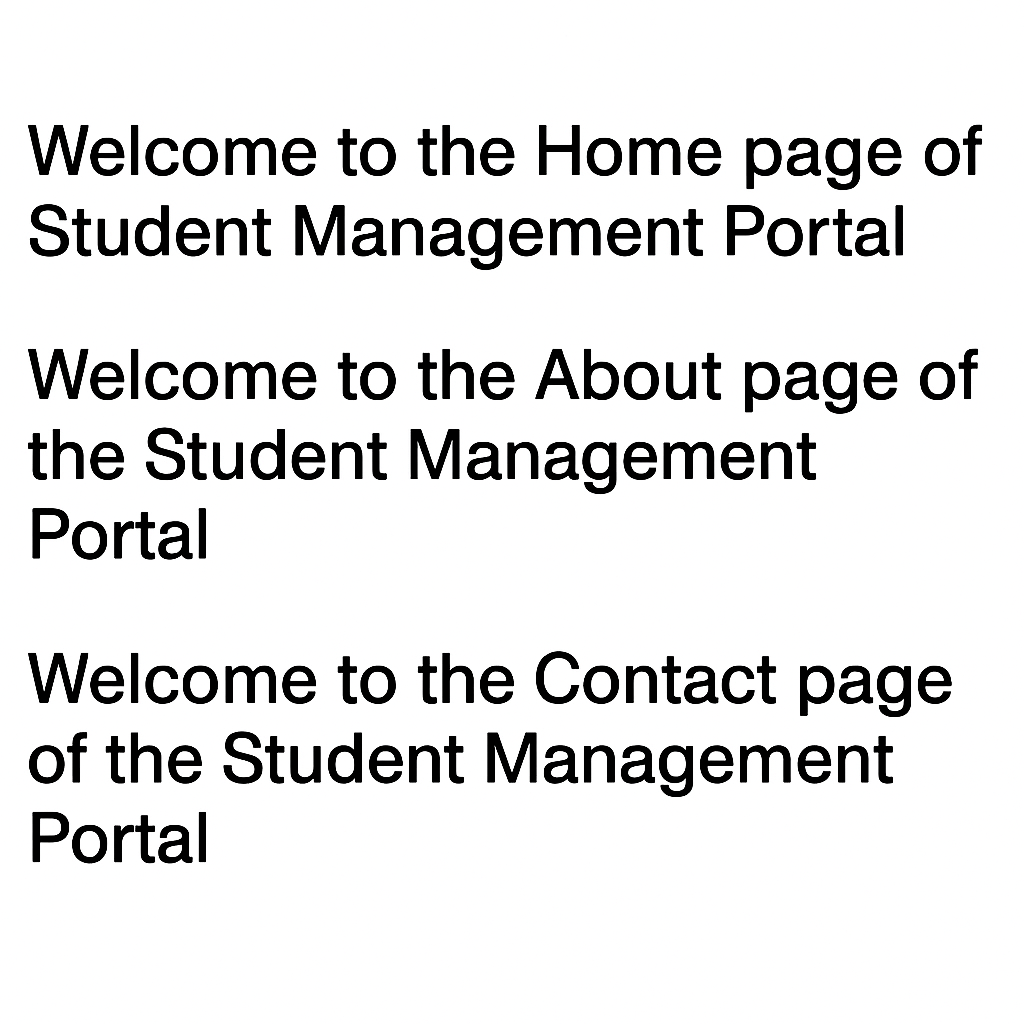 Welcome to the Home page of
Student Management Portal
Welcome to the About page of
the Student Management
Portal
Welcome to the Contact page
of the Student Management
Portal